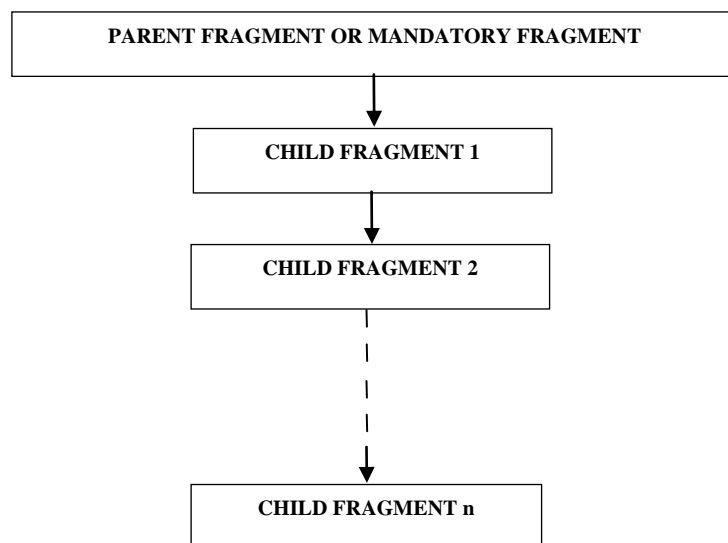 PARENT FRAGMENT OR MANDATORY FRAGMENT
CHILD FRAGMENT 1
CHILD FRAGMENT 2
CHILD FRAGMENT n